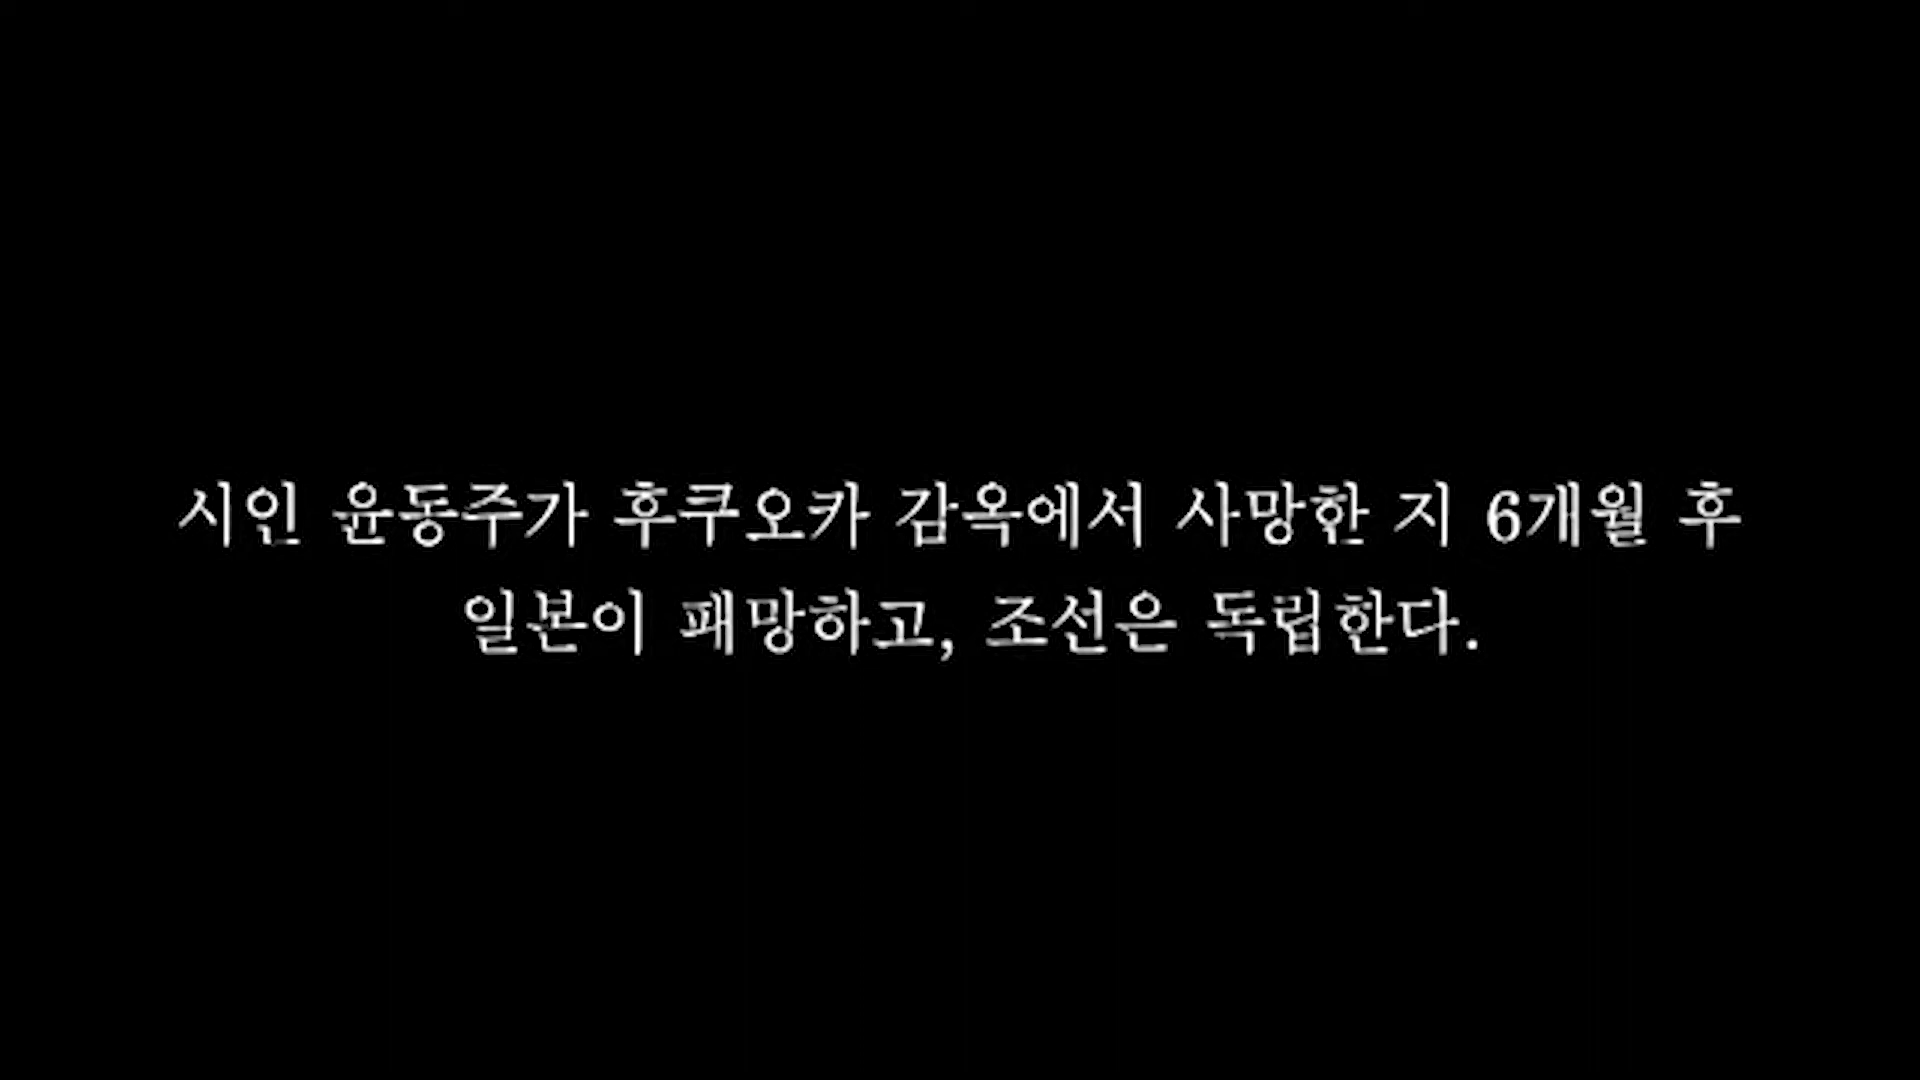 시인 윤동주가 후쿠오카 감옥에서 사망한 지 6개월 후
일본이 패망하고, 조선은 독립한다.